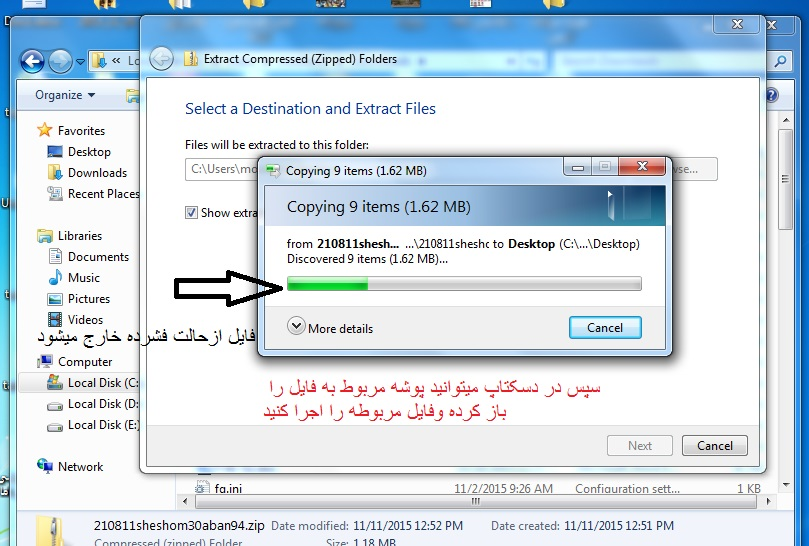 Extract Compressed (Zipped) Folders
Organize
Select a Destination and Extract Files
Files will be extracted to this folder:
C:\Users\mo
Show extra
Favorites
Desktop
Downloads
Recent Places
Libraries
Documents
Music
Pictures
Videos
Computer
Local Disk (C:
Local Disk (D:
Local Disk (E:)
Network
Copying 9 items (1.62 MB)
Copying 9 items (1.62 MB)
from 210811shesh... ...\210811sheshc to Desktop (C:\...\Desktop)
Discovered 9 items (1.62 MB)...
More details
Cancel
فایل ازحالت فشرده خارج میشود
سپس در دسکتاپ میتوانید پوشه مربوط به فایل را
باز کرده وفایل مربوطه را اجرا کنید
Next
Cancel
fg.ini 11/2/2015 9:26 AM Configuration sett... 1 KB
210811sheshom30aban94.zip Date modified: 11/11/2015 12:52 PM Date created: 11/11/2015 12:51 PM
Compressed (zipped) Folder Size: 1.18 MB